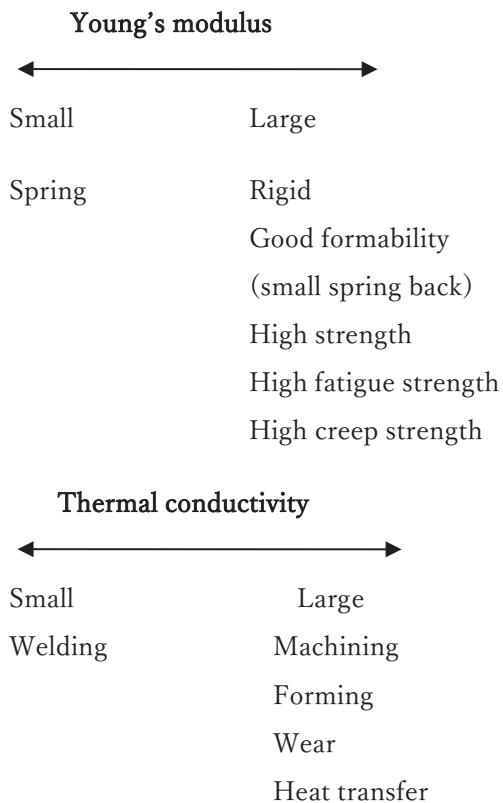 Young’s modulus
Small Large
Spring Rigid
Good formability
(small spring back)
High strength
High fatigue strength
High creep strength
Thermal conductivity
Small Large
Welding Machining
Forming
Wear
Heat transfer